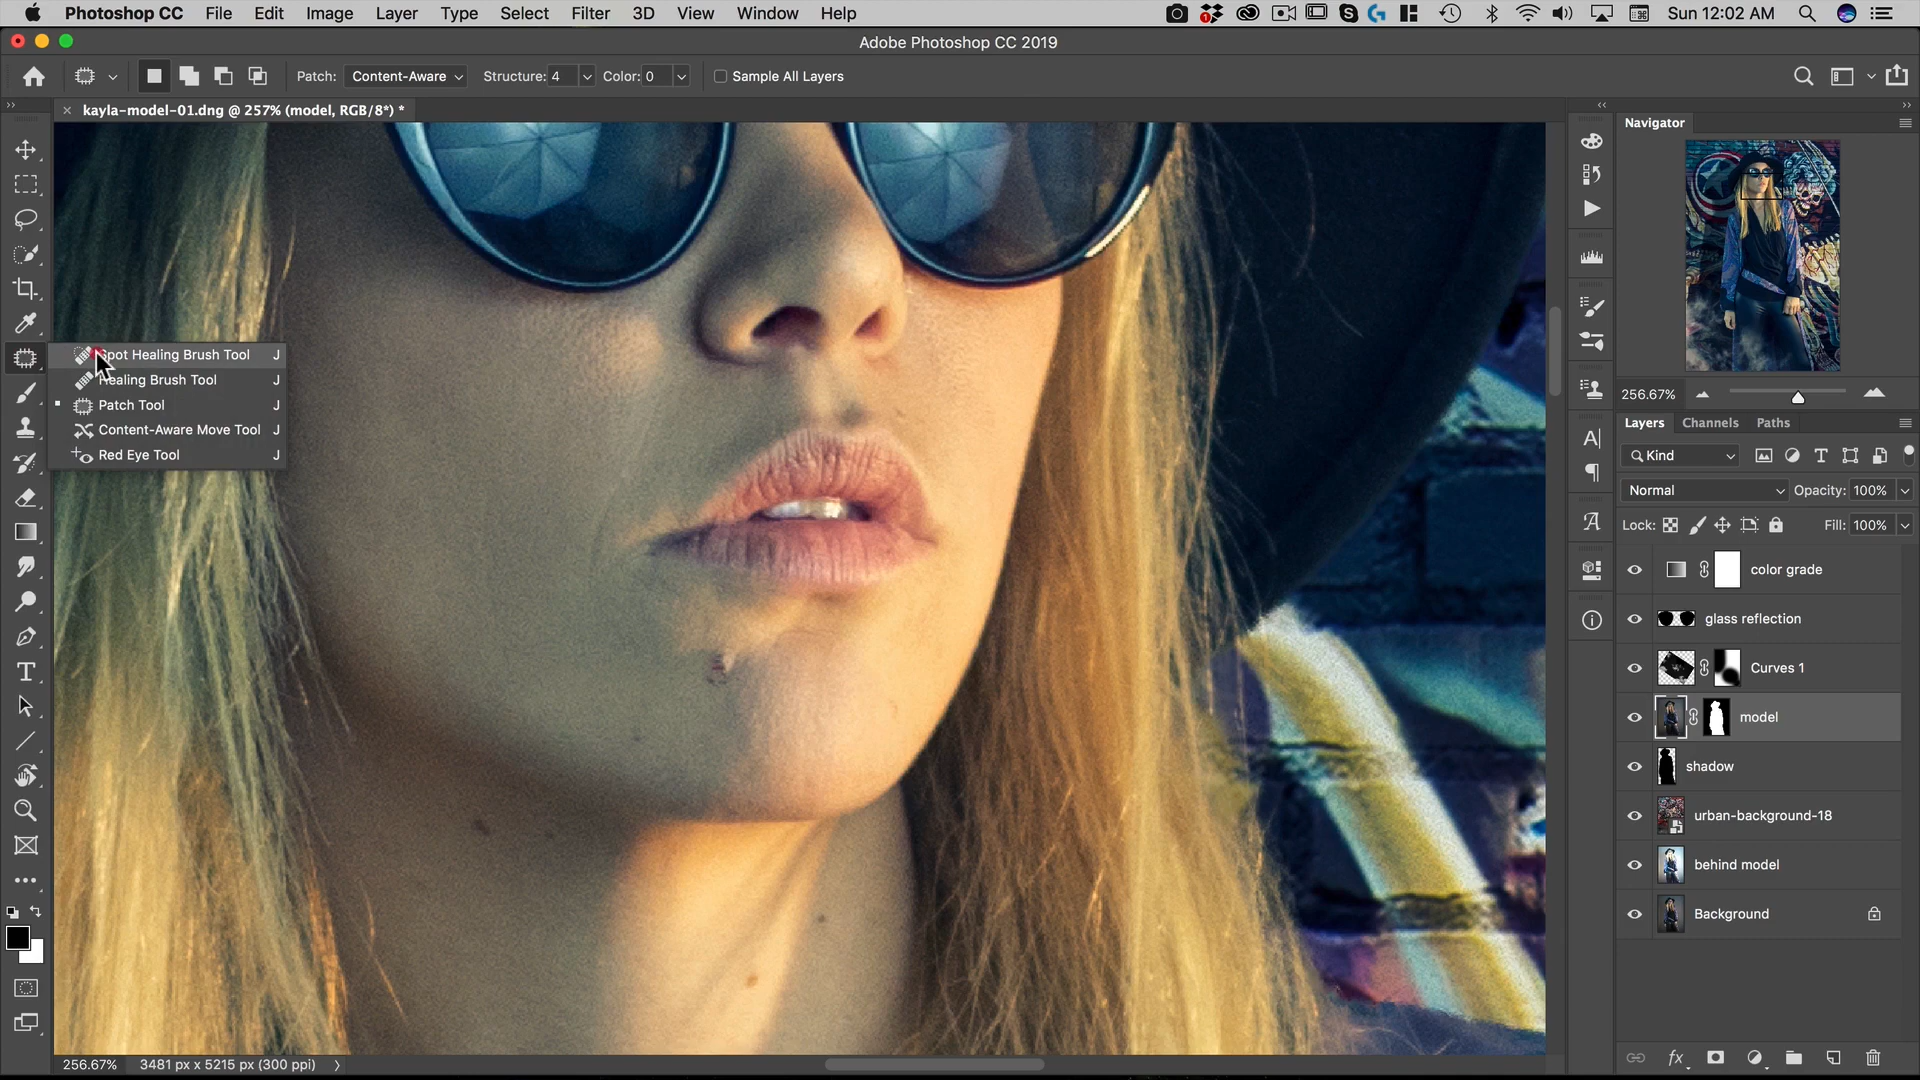 Photoshop CC File Edit Image Layer Type Select Filter 3D View Window Help Sun 12:02 AM
Adobe Photoshop CC 2019
Patch: Content-Aware Structure: 4 Color: 0 Sample All Layers
kayla-model-01.dng @ 257% (model, RGB/8*) *
Navigator
Spot Healing Brush Tool J
Healing Brush Tool J
Patch Tool J
Content-Aware Move Tool J
Red Eye Tool J
256.67%
Layers Channels Paths
Kind
Normal Opacity: 100%
Lock: Fill: 100%
color grade
glass reflection
Curves 1
model
shadow
urban-background-18
behind model
Background
256.67% 3481 px x 5215 px (300 ppi)